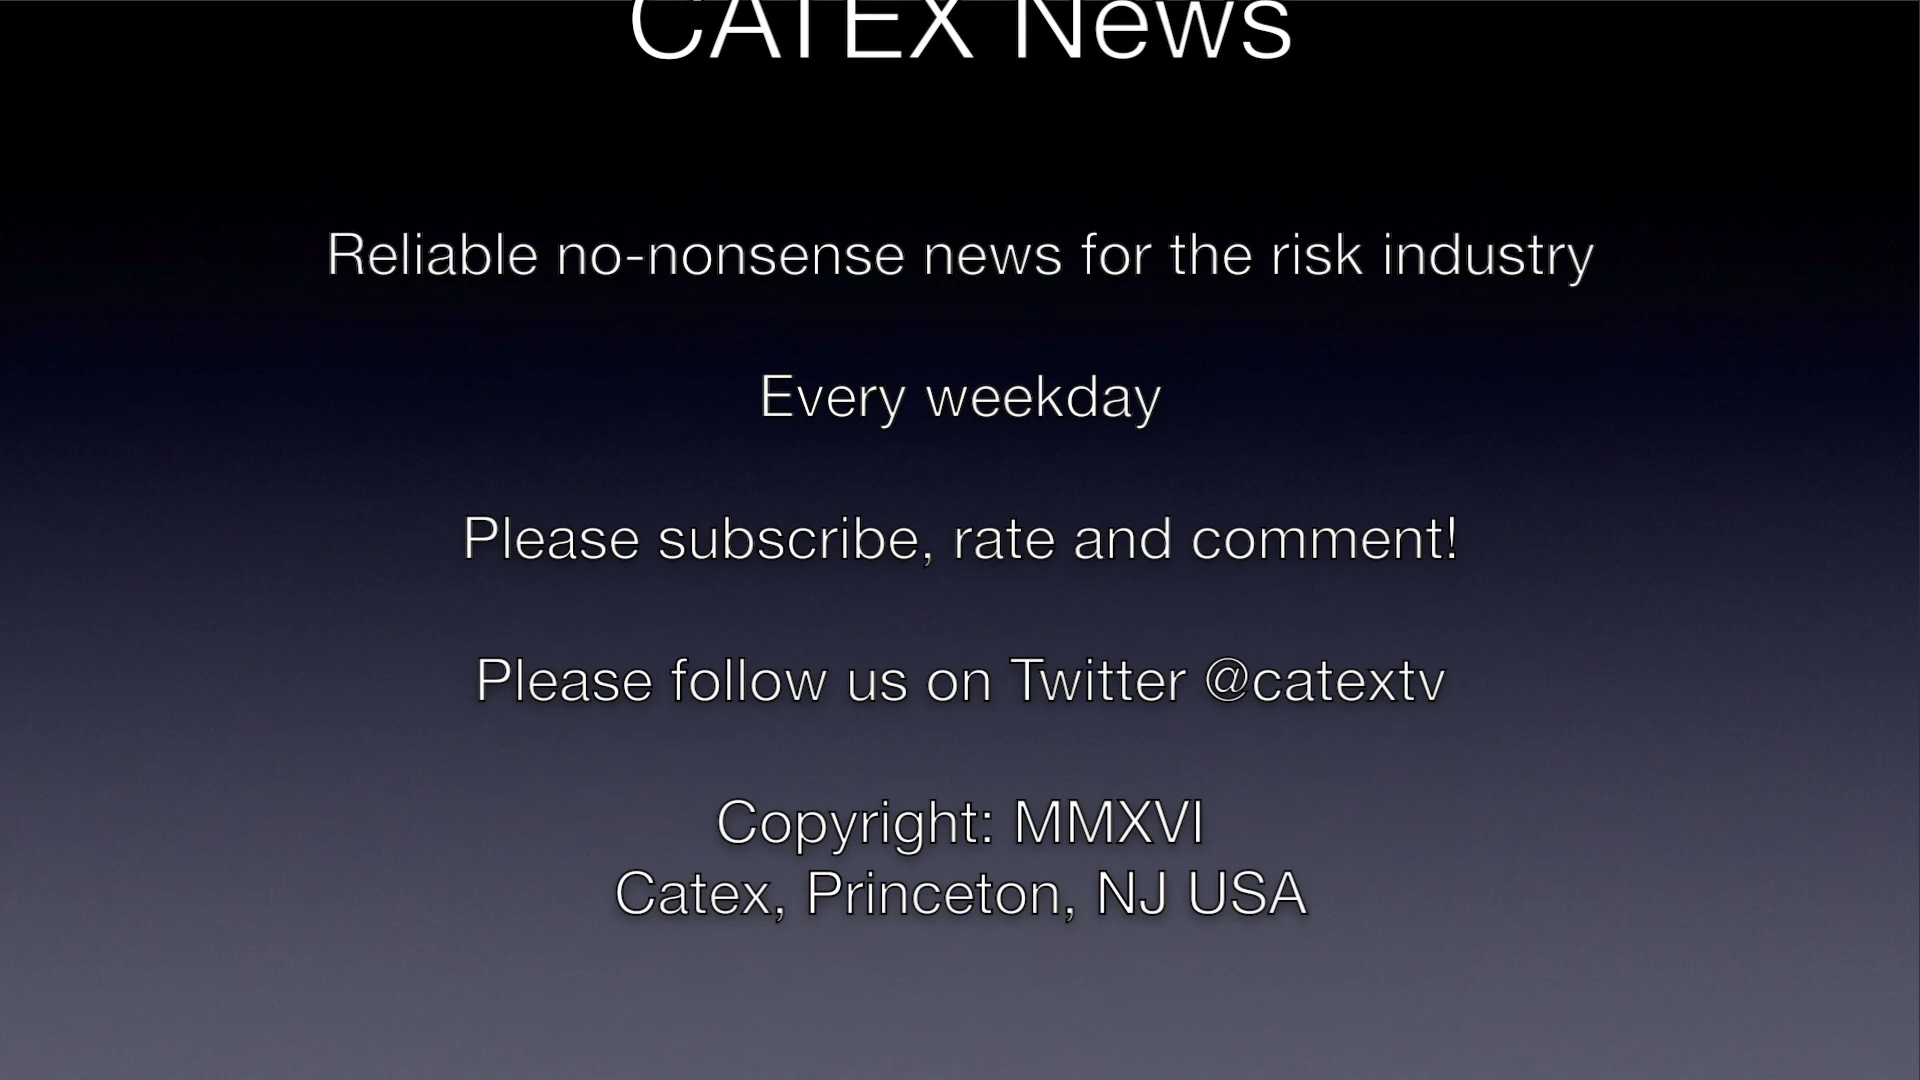 CATEX News
Reliable no-nonsense news for the risk industry
Every weekday
Please subscribe, rate and comment!
Please follow us on Twitter @catextv
Copyright: MMXVI
Catex, Princeton, NJ USA